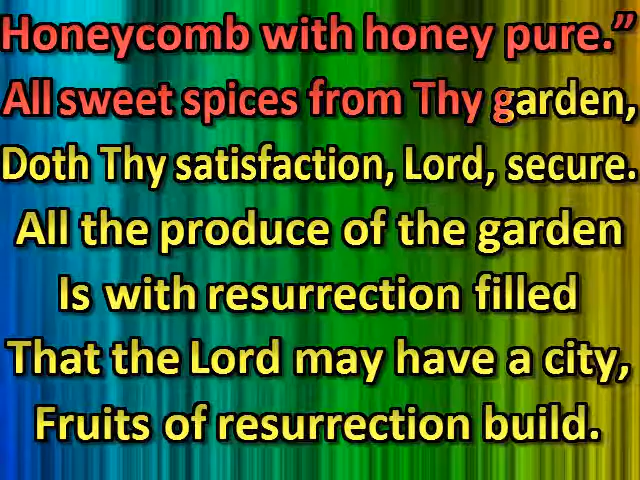 Honeycomb with honey pure.”
All sweet spices from Thy garden,
Doth Thy satisfaction, Lord, secure.
All the produce of the garden
Is with resurrection filled
That the Lord may have a city,
Fruits of resurrection build.